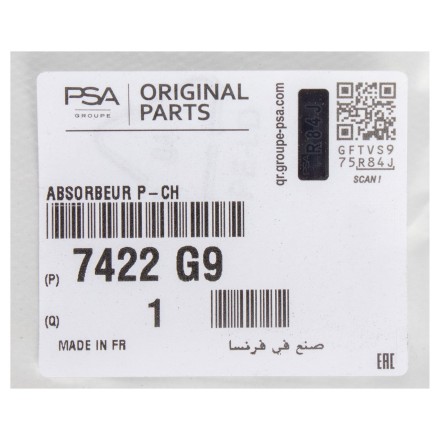 PSA
GROUPE
ORIGINAL
PARTS
qr.groupe-psa.com
R84J
GFTVS9
75R84J
SCAN!
ABSORBEUR P-CH
(P) 7422 G9
(Q) 1
MADE IN FR
صنع في فرنسا
EAC